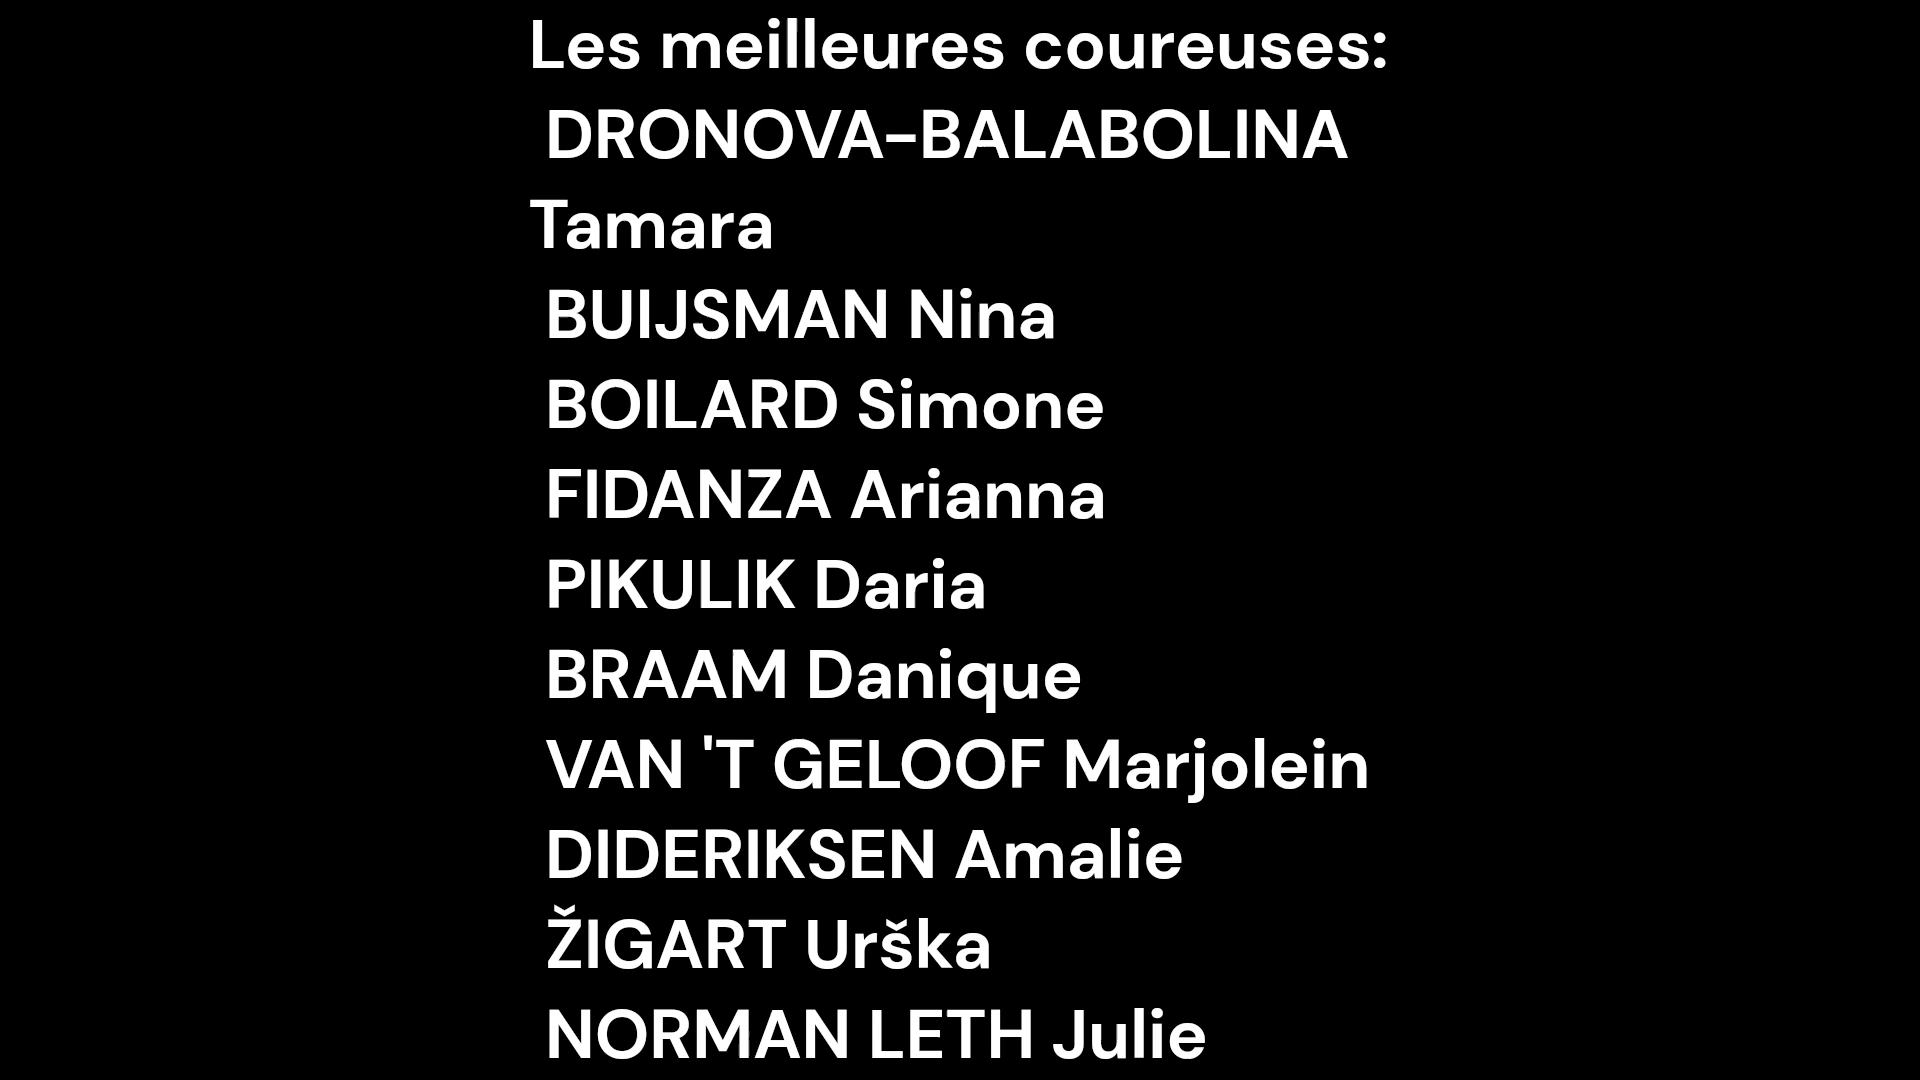 Les meilleures coureuses:
DRONOVA-BALABOLINA
Tamara
BUIJSMAN Nina
BOILARD Simone
FIDANZA Arianna
PIKULIK Daria
BRAAM Danique
VAN 'T GELOOF Marjolein
DIDERIKSEN Amalie
ŽIGART Urška
NORMAN LETH Julie